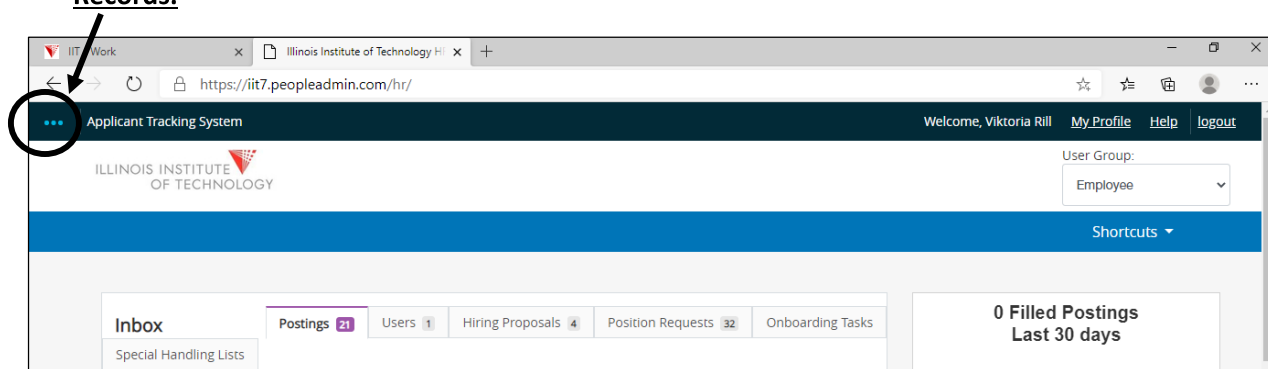 Records.
IIT Work
Illinois Institute of Technology H
https://iit7.peopleadmin.com/hr/
Applicant Tracking System
Welcome, Viktoria Rill My Profile Help logout
ILLINOIS INSTITUTE
OF TECHNOLOGY
User Group:
Employee
Shortcuts
Inbox
Postings 21 Users 1 Hiring Proposals 4 Position Requests 32 Onboarding Tasks
Special Handling Lists
0 Filled Postings
Last 30 days